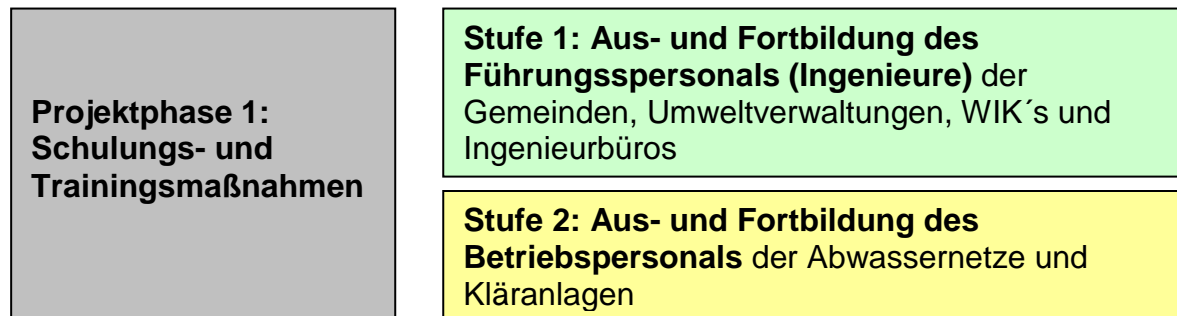 Projektphase 1:
Schulungs- und
Trainingsmaßnahmen
Stufe 1: Aus- und Fortbildung des
Führungsspersonals (Ingenieure) der
Gemeinden, Umweltverwaltungen, WIK´s und
Ingenieurbüros
Stufe 2: Aus- und Fortbildung des
Betriebspersonals der Abwassernetze und
Kläranlagen